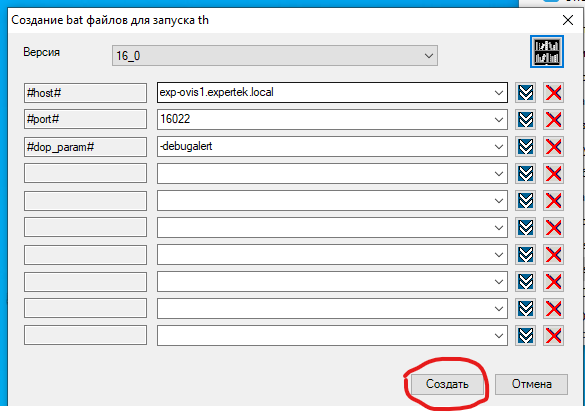 Создание bat файлов для запуска th
Версия 16_0
#host# exp-ovis1.expertek.local
#port# 16022
#dop_param# -debugalert
Создать Отмена